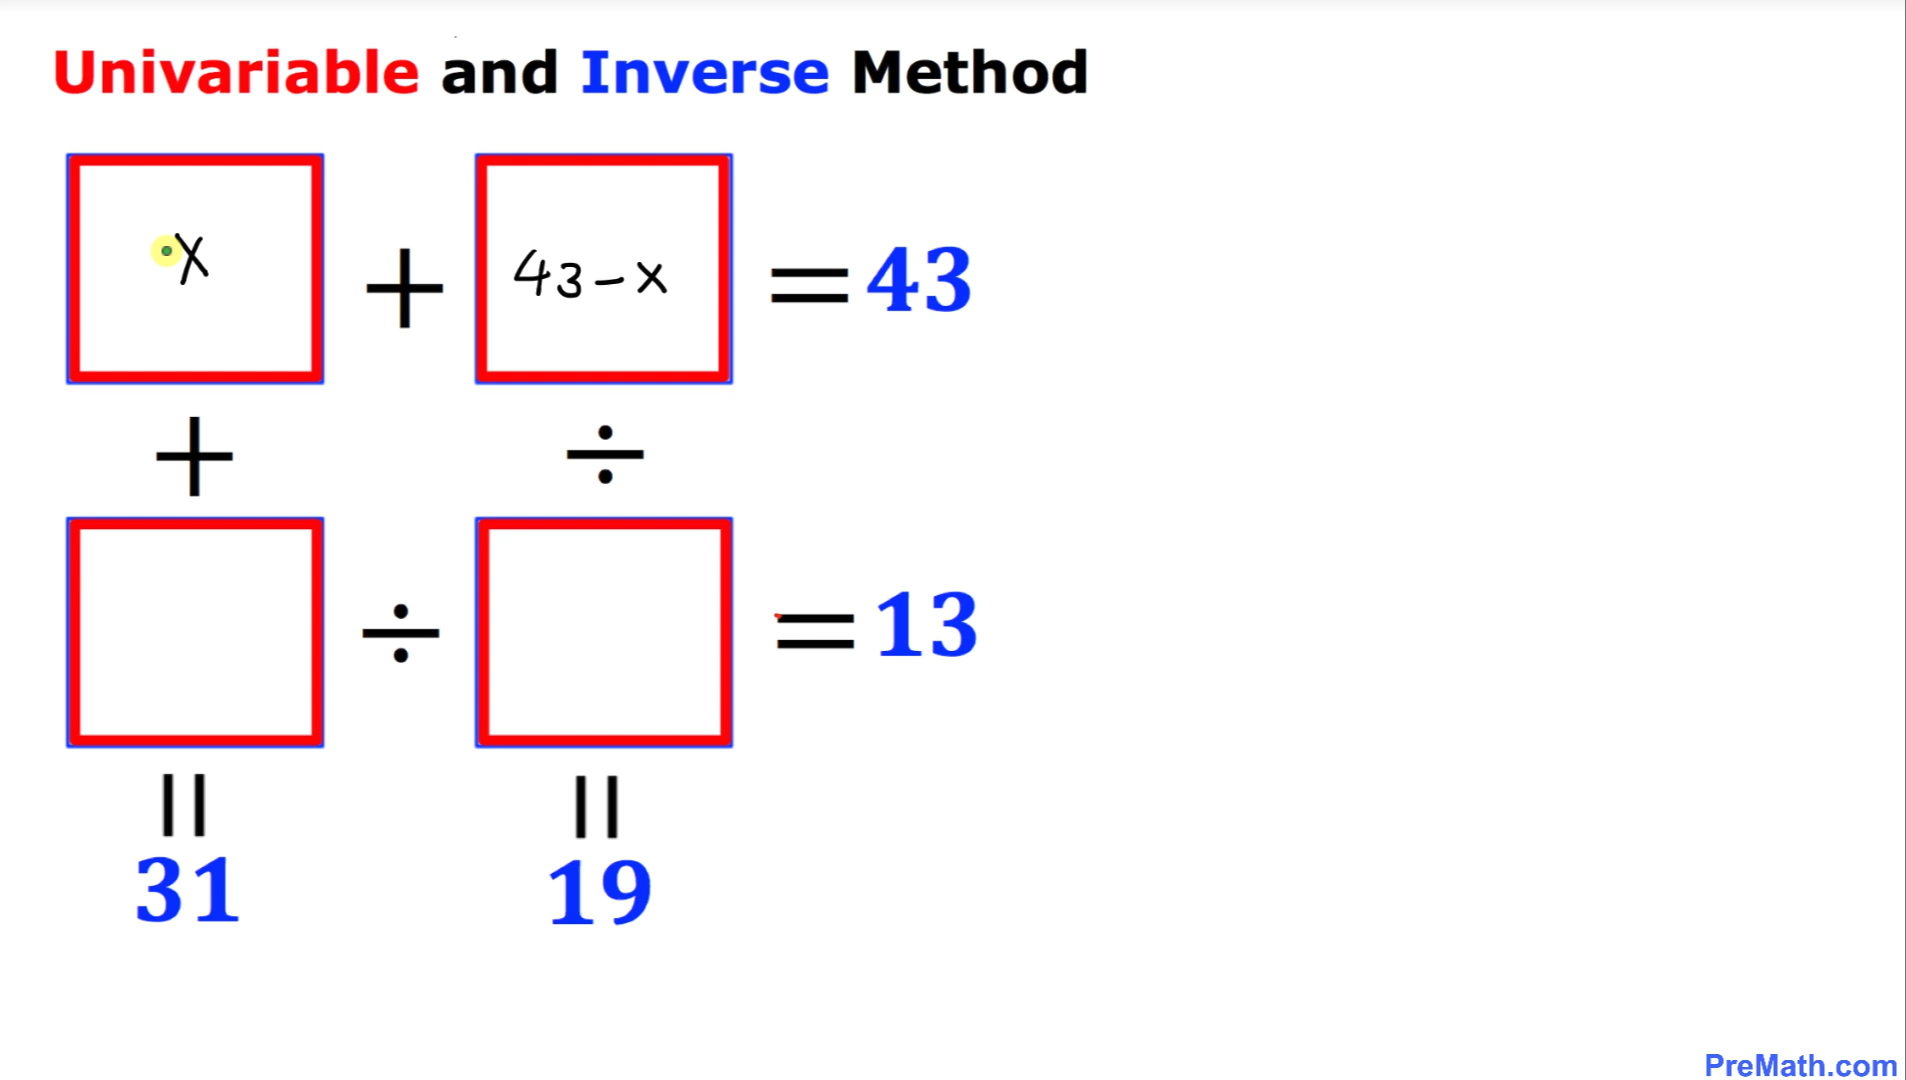 Univariable and Inverse Method
x + 43-x = 43
+ ÷
÷ = 13
= =
31 19
PreMath.com